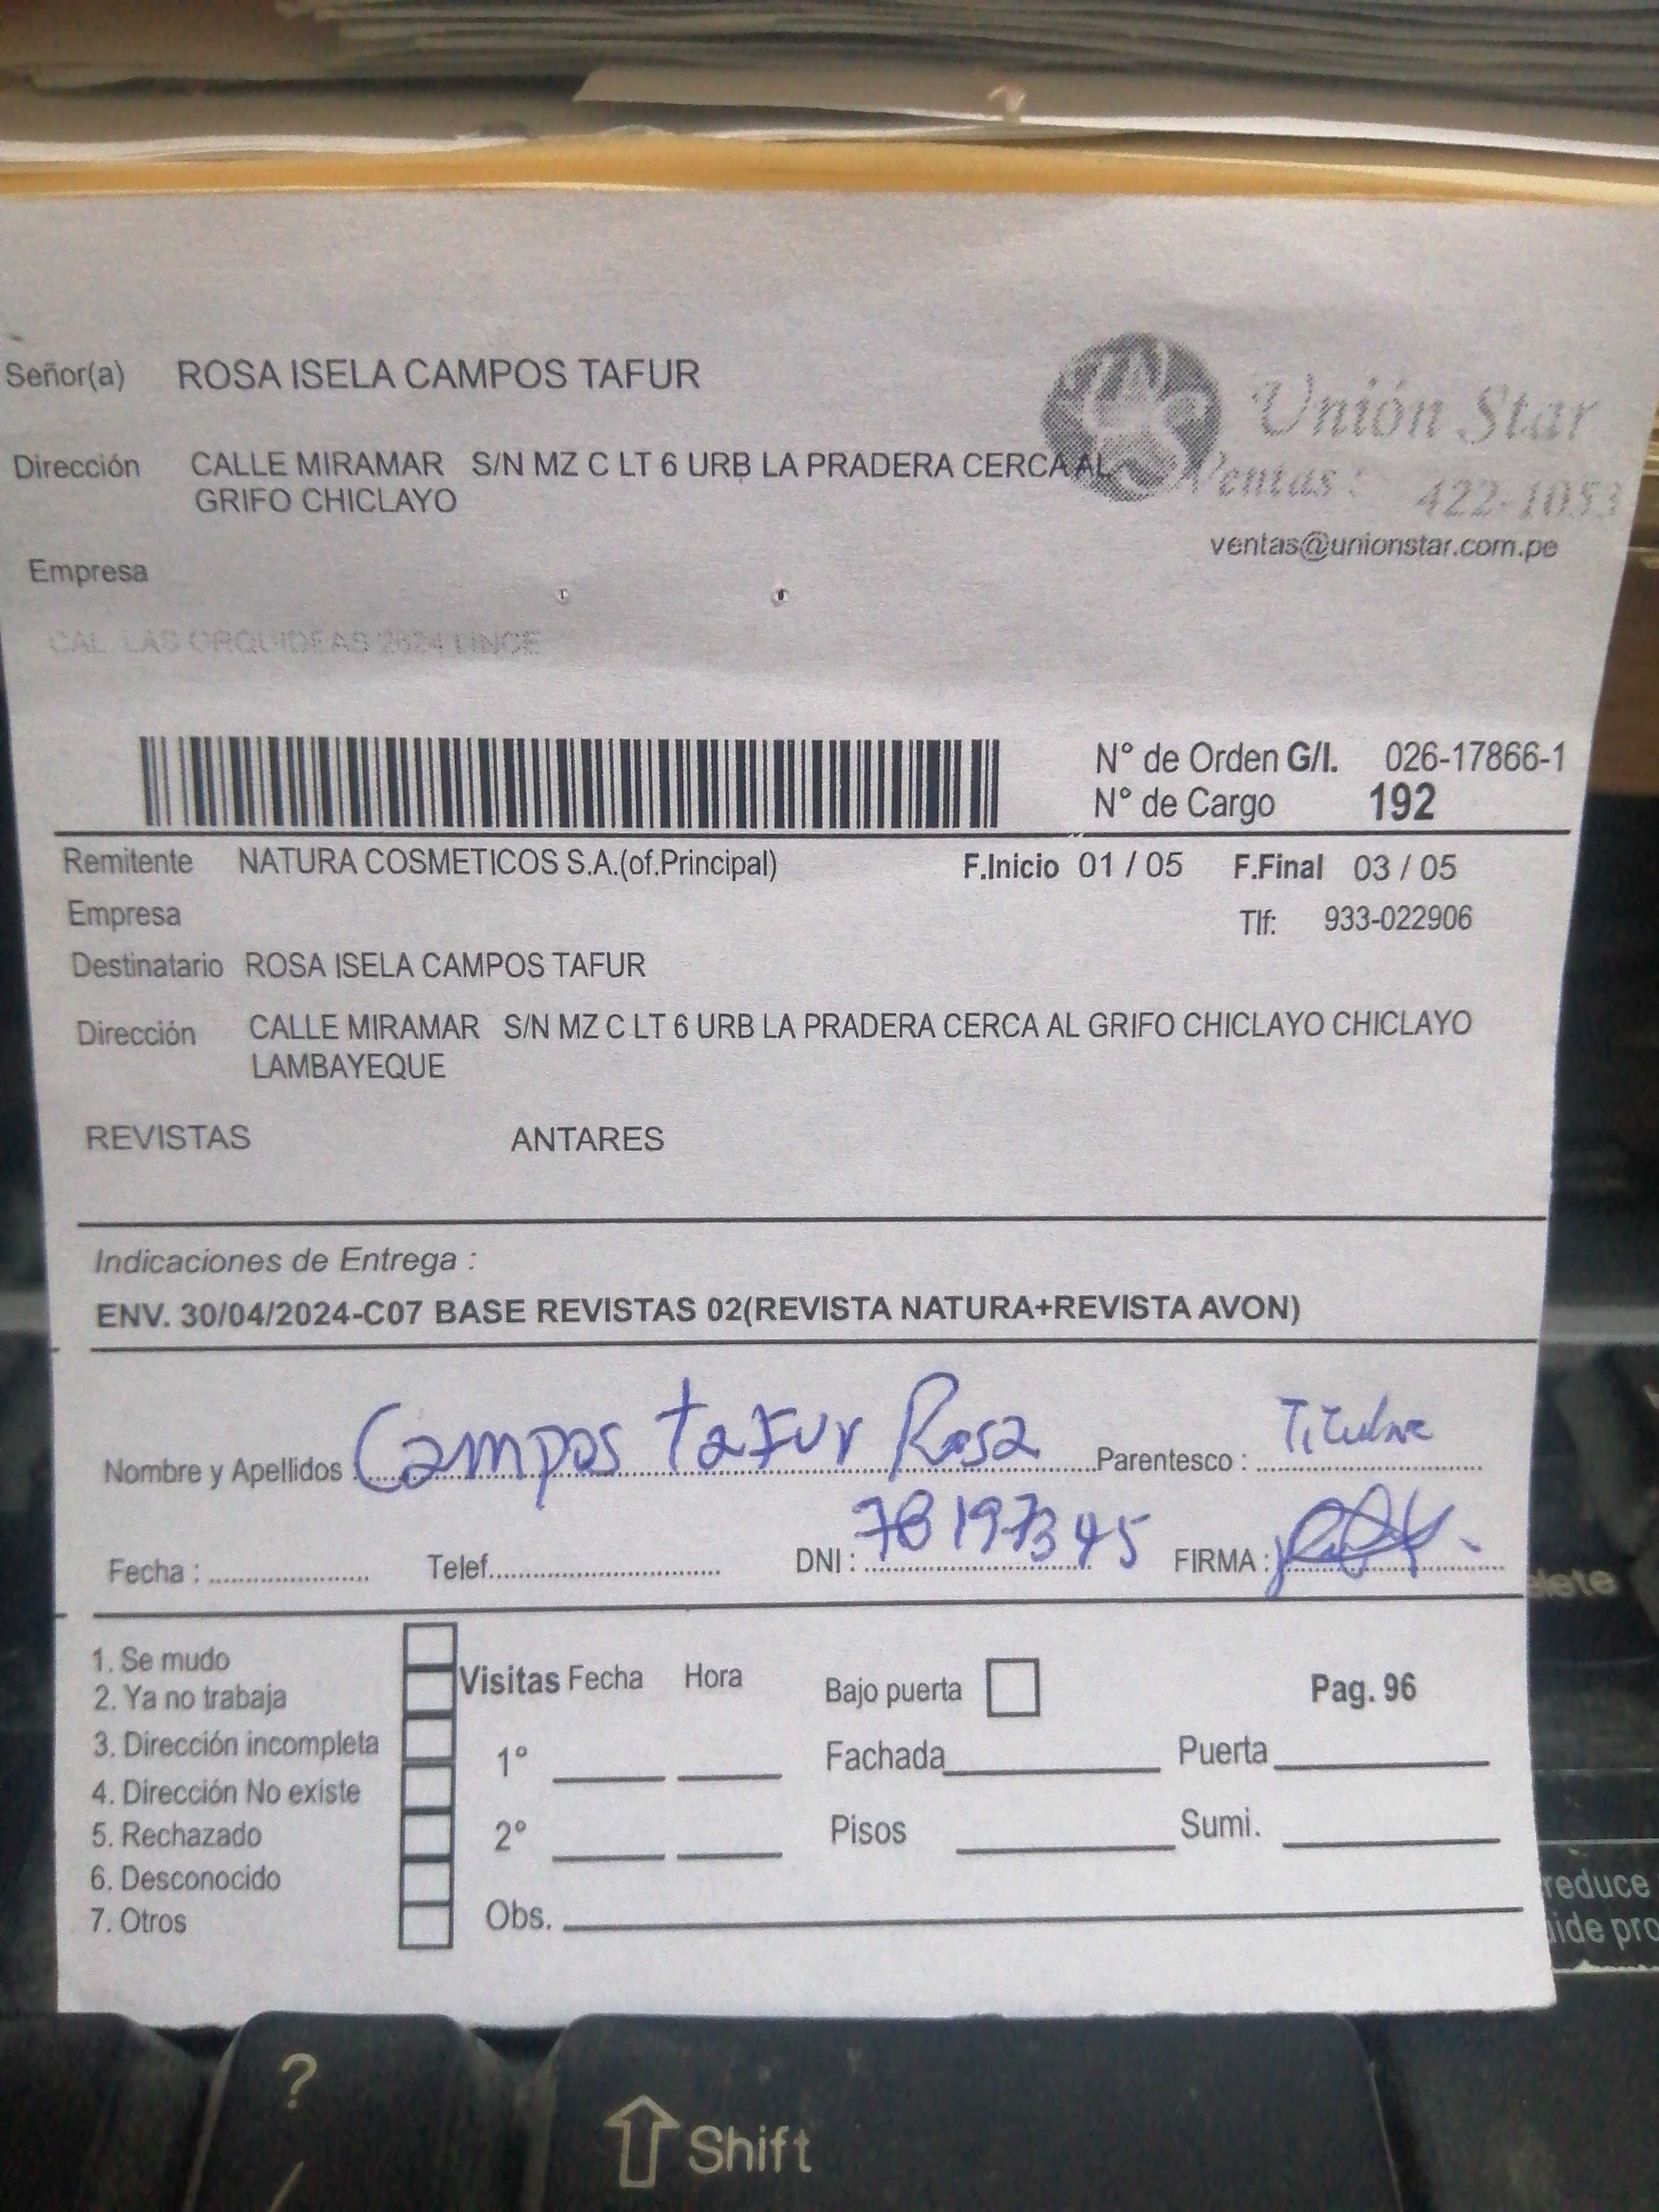 Señor(a) ROSA ISELA CAMPOS TAFUR
Unión Star
Dirección CALLE MIRAMAR S/N MZ C LT 6 URB LA PRADERA CERCA AL
GRIFO CHICLAYO
Ventas: 422-1053
ventas@unionstar.com.pe
Empresa
CAL. LAS ORQUIDEAS 2624 LINCE
N° de Orden G/I. 026-17866-1
N° de Cargo 192
Remitente NATURA COSMETICOS S.A.(of.Principal) F.Inicio 01 / 05 F.Final 03 / 05
Empresa Tlf: 933-022906
Destinatario ROSA ISELA CAMPOS TAFUR
Dirección CALLE MIRAMAR S/N MZ C LT 6 URB LA PRADERA CERCA AL GRIFO CHICLAYO CHICLAYO
LAMBAYEQUE
REVISTAS ANTARES
Indicaciones de Entrega :
ENV. 30/04/2024-C07 BASE REVISTAS 02(REVISTA NATURA+REVISTA AVON)
Nombre y Apellidos Campos Tafur Rosa Parentesco : Titular
Fecha : Telef. DNI : 78197345 FIRMA :
1. Se mudo
2. Ya no trabaja
3. Dirección incompleta
4. Dirección No existe
5. Rechazado
6. Desconocido
7. Otros
Visitas Fecha Hora Bajo puerta Pag. 96
1° Fachada Puerta
2° Pisos Sumi.
Obs.
elete
reduce
?
/
Shift